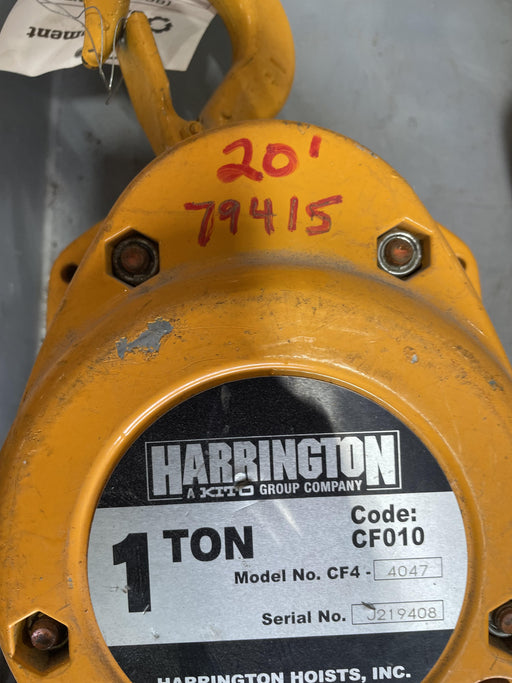 ument
20'
79415
HARRINGTON
A KITO GROUP COMPANY
1 TON
Code:
CF010
Model No. CF4 - 4047
Serial No. J219408
HARRINGTON HOISTS, INC.